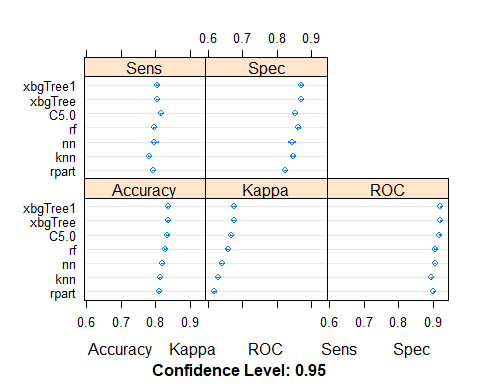 0.6 0.7 0.8 0.9
Sens Spec
xbgTree1
xbgTree
C5.0
rf
nn
knn
rpart
Accuracy Kappa ROC
xbgTree1
xbgTree
C5.0
rf
nn
knn
rpart
0.6 0.7 0.8 0.9 0.6 0.7 0.8 0.9
Accuracy Kappa ROC Sens Spec
Confidence Level: 0.95